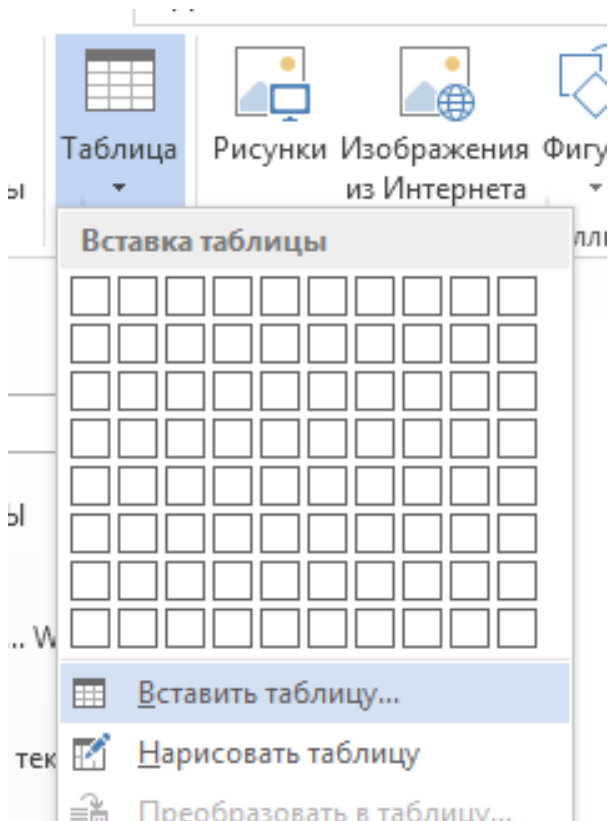 Таблица
Рисунки
Изображения
из Интернета
Вставка таблицы
Вставить таблицу...
Нарисовать таблицу
Преобразовать в таблицу...